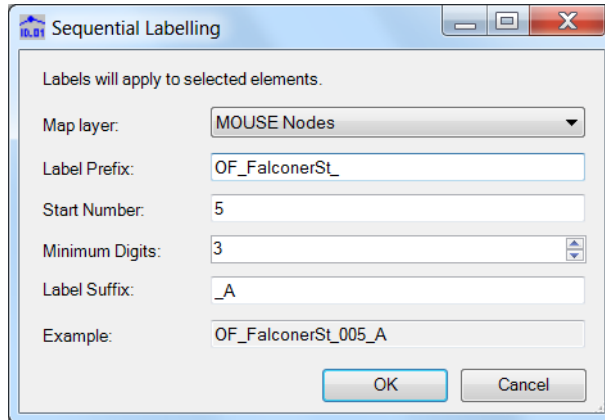 ID.01
Sequential Labelling
Labels will apply to selected elements.
Map layer: MOUSE Nodes
Label Prefix: OF_FalconerSt_
Start Number: 5
Minimum Digits: 3
Label Suffix: _A
Example: OF_FalconerSt_005_A
OK Cancel